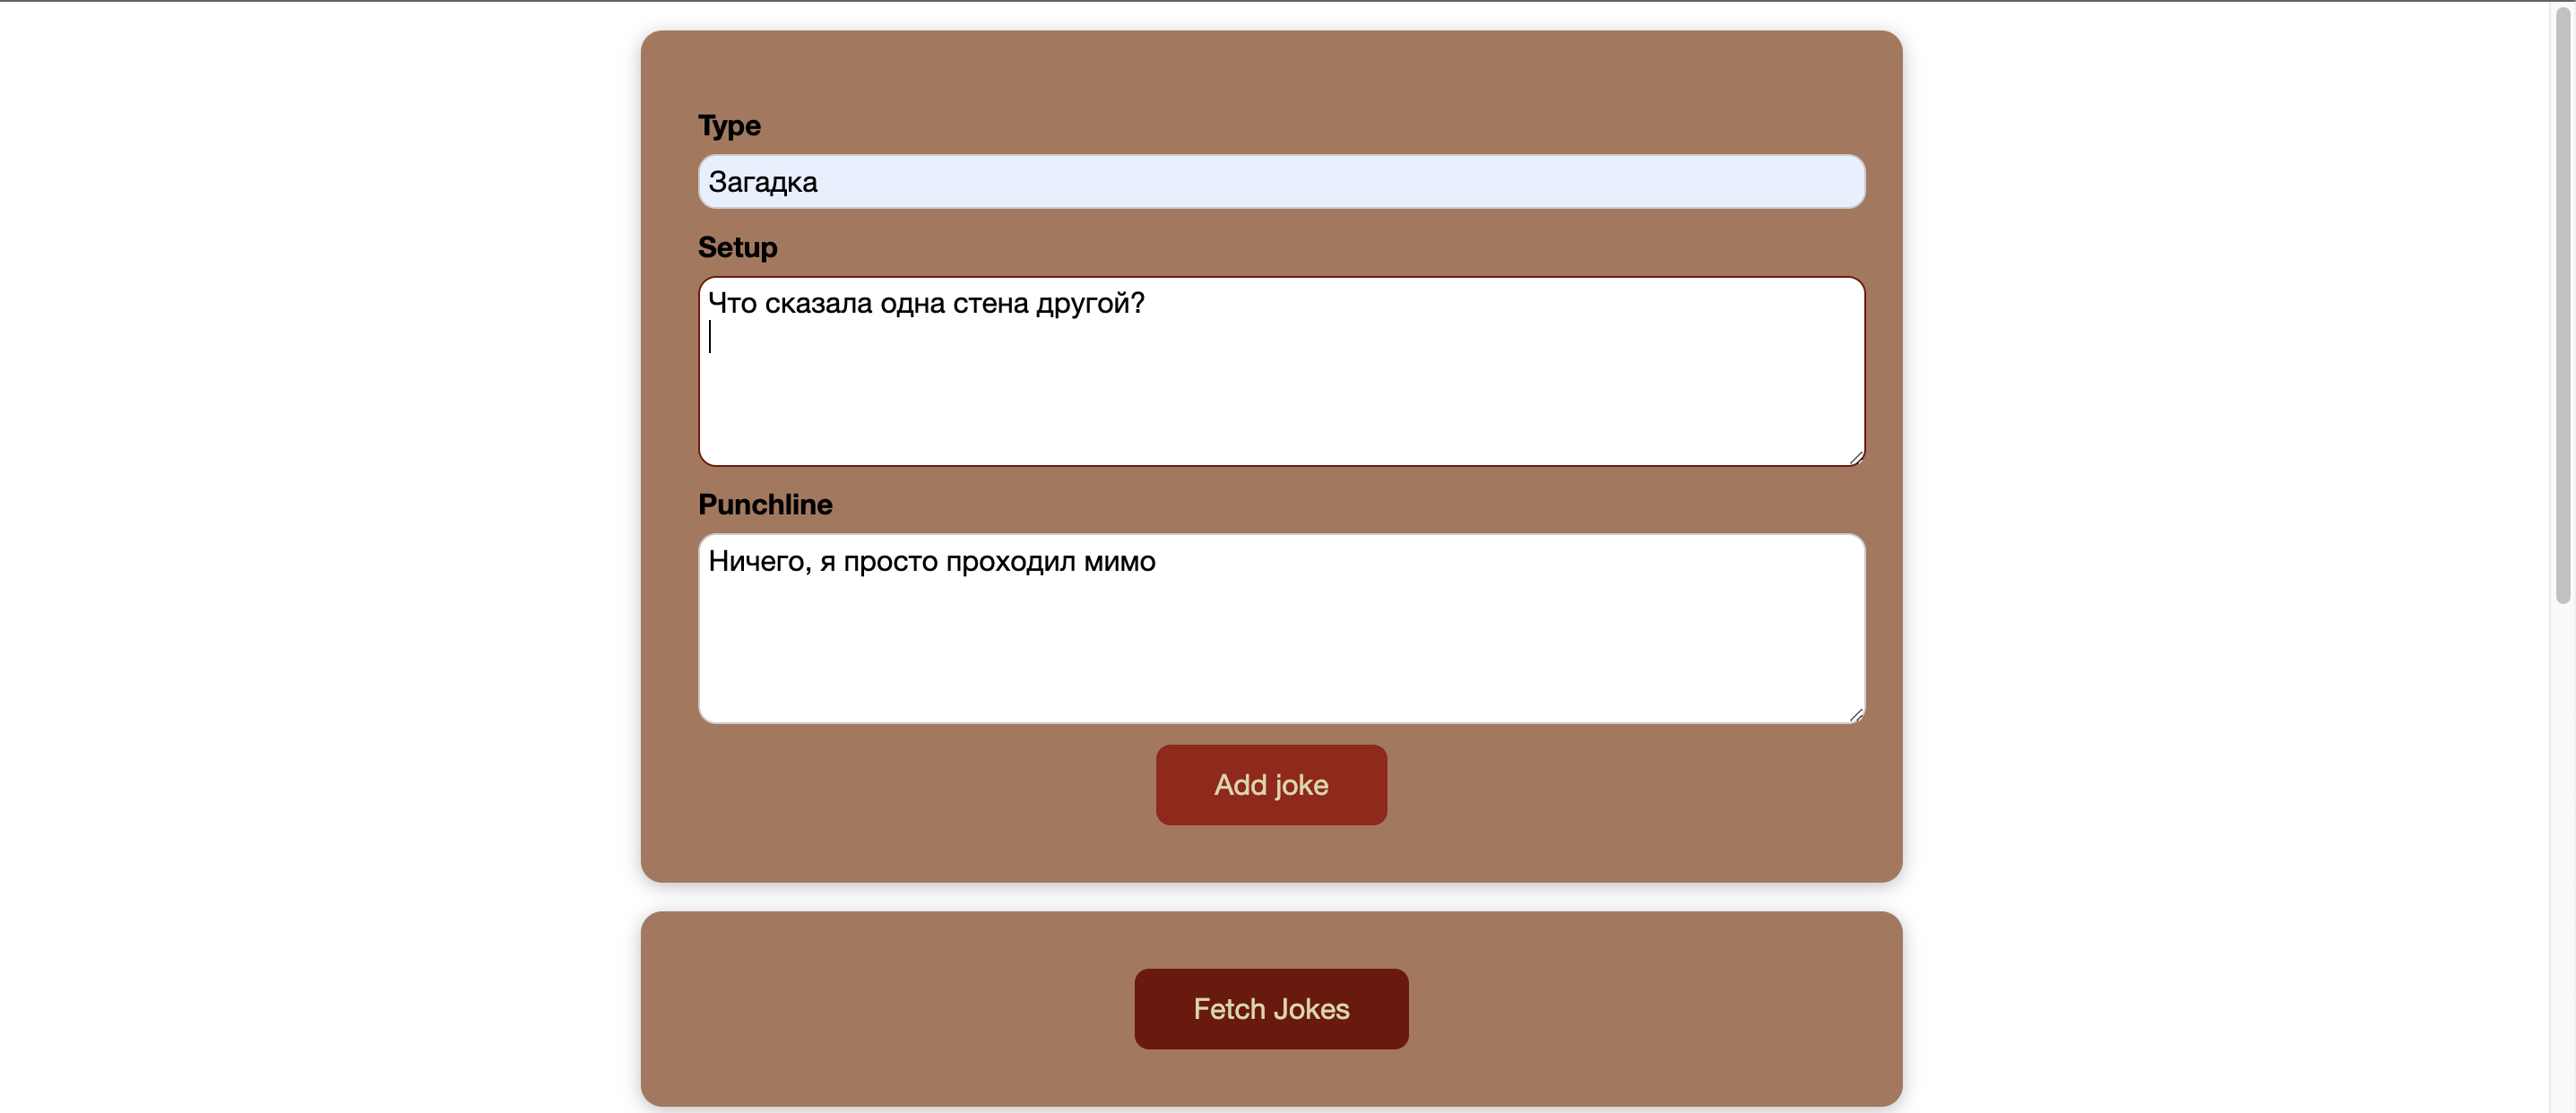 Type
Загадка
Setup
Что сказала одна стена другой?
Punchline
Ничего, я просто проходил мимо
Add joke
Fetch Jokes